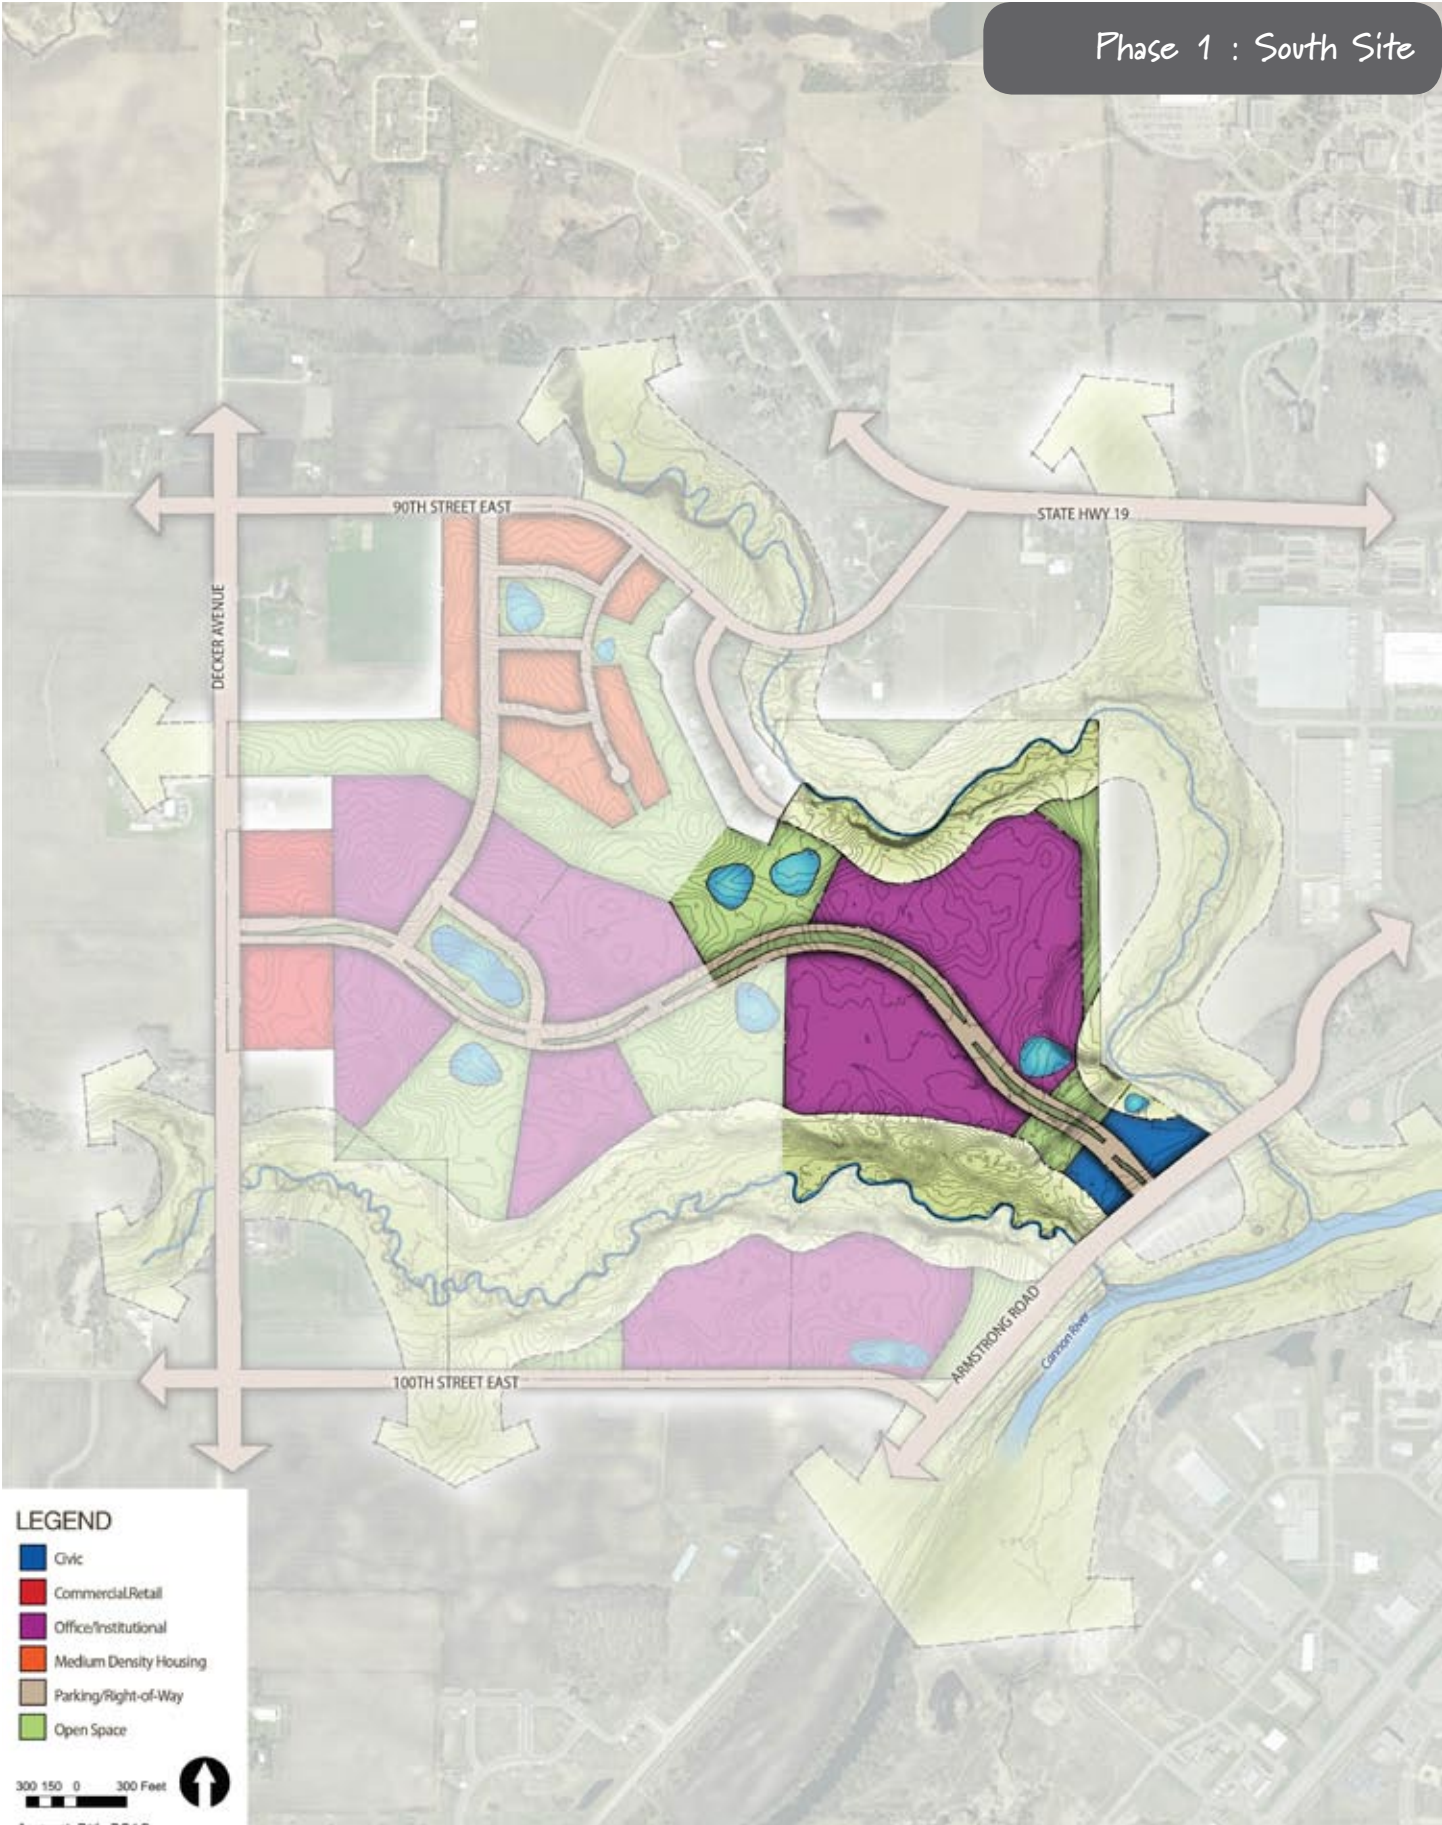 Phase 1 : South Site
90TH STREET EAST
STATE HWY 19
DECKER AVENUE
ARMSTRONG ROAD
Cannon River
100TH STREET EAST
LEGEND
Civic
Commercial.Retail
Office/Institutional
Medium Density Housing
Parking/Right-of-Way
Open Space
300 150 0 300 Feet